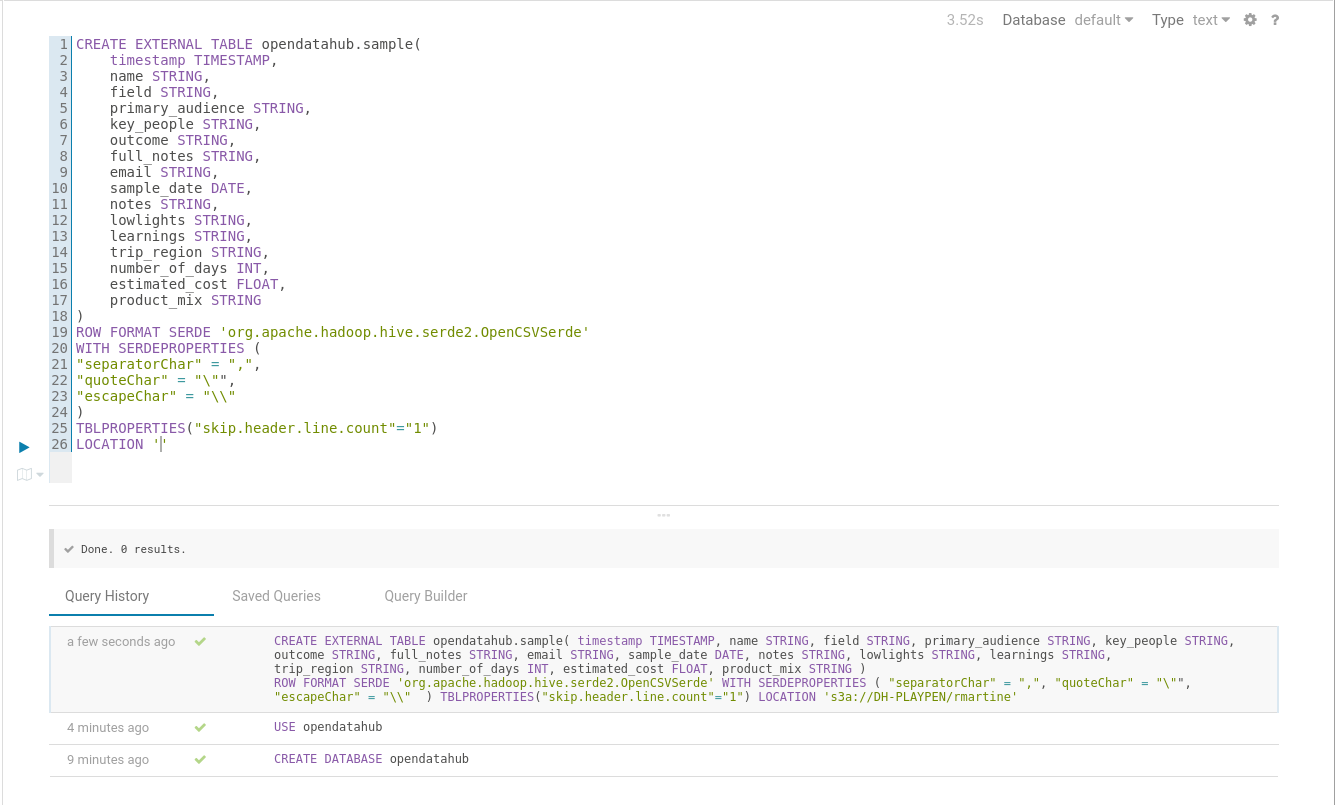 3.52s Database default Type text ?
1 CREATE EXTERNAL TABLE opendatahub.sample(
2     timestamp TIMESTAMP,
3     name STRING,
4     field STRING,
5     primary_audience STRING,
6     key_people STRING,
7     outcome STRING,
8     full_notes STRING,
9     email STRING,
10     sample_date DATE,
11     notes STRING,
12     lowlights STRING,
13     learnings STRING,
14     trip_region STRING,
15     number_of_days INT,
16     estimated_cost FLOAT,
17     product_mix STRING
18 )
19 ROW FORMAT SERDE 'org.apache.hadoop.hive.serde2.OpenCSVSerde'
20 WITH SERDEPROPERTIES (
21 "separatorChar" = ",",
22 "quoteChar" = "\"",
23 "escapeChar" = "\\"
24 )
25 TBLPROPERTIES("skip.header.line.count"="1")
26 LOCATION ''
Done. 0 results.
Query History Saved Queries Query Builder
a few seconds ago CREATE EXTERNAL TABLE opendatahub.sample( timestamp TIMESTAMP, name STRING, field STRING, primary_audience STRING, key_people STRING,
outcome STRING, full_notes STRING, email STRING, sample_date DATE, notes STRING, lowlights STRING, learnings STRING,
trip_region STRING, number_of_days INT, estimated_cost FLOAT, product_mix STRING )
ROW FORMAT SERDE 'org.apache.hadoop.hive.serde2.OpenCSVSerde' WITH SERDEPROPERTIES ( "separatorChar" = ",", "quoteChar" = "\"",
"escapeChar" = "\\"  ) TBLPROPERTIES("skip.header.line.count"="1") LOCATION 's3a://DH-PLAYPEN/rmartine'
4 minutes ago USE opendatahub
9 minutes ago CREATE DATABASE opendatahub